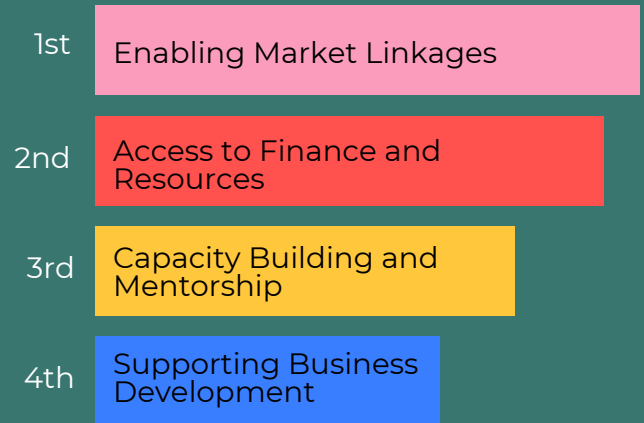 1st
Enabling Market Linkages
2nd
Access to Finance and
Resources
3rd
Capacity Building and
Mentorship
4th
Supporting Business
Development